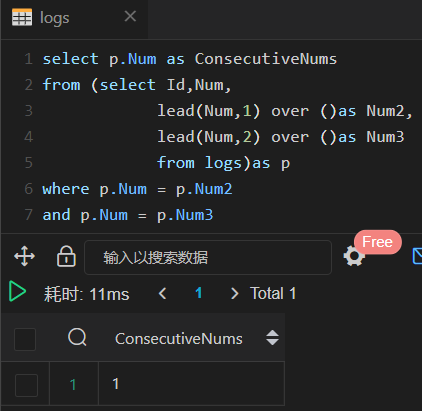 logs
1 select p.Num as ConsecutiveNums
2 from (select Id,Num,
3 lead(Num,1) over ()as Num2,
4 lead(Num,2) over ()as Num3
5 from logs)as p
6 where p.Num = p.Num2
7 and p.Num = p.Num3
输入以搜索数据
Free
耗时: 11ms
1
Total 1
ConsecutiveNums
1 1